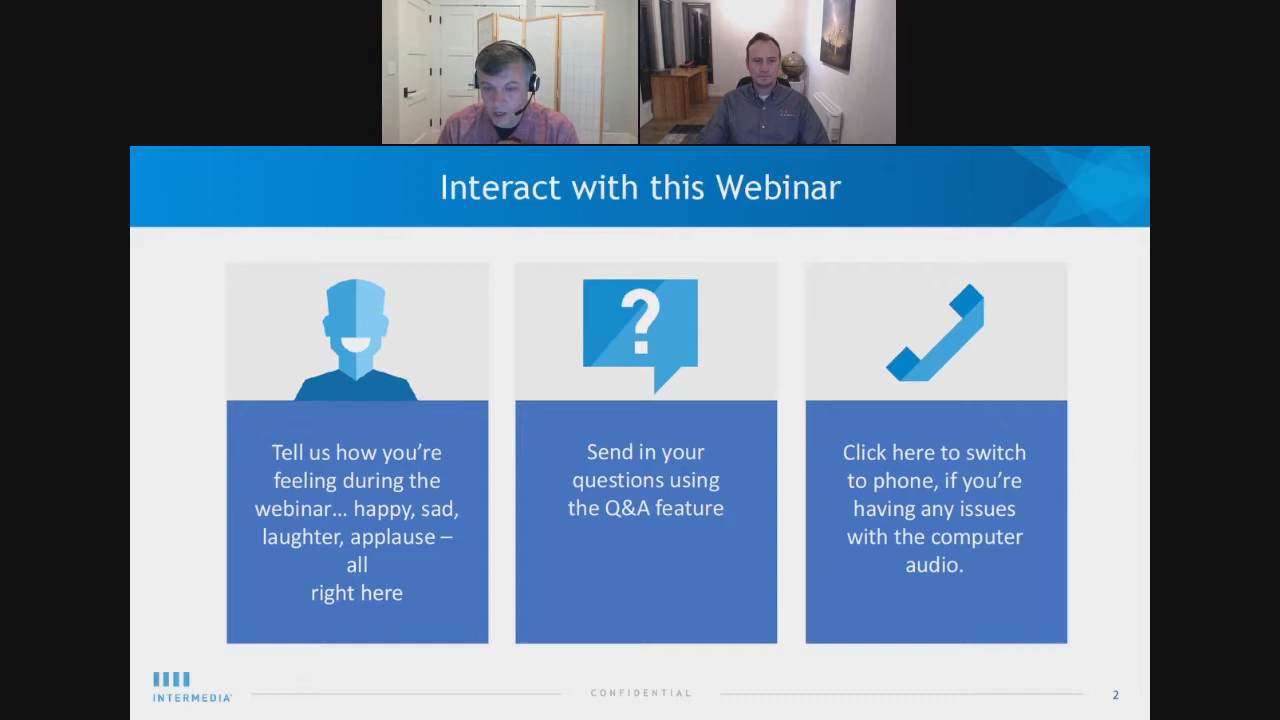 Interact with this Webinar
Tell us how you’re
feeling during the
webinar… happy, sad,
laughter, applause –
all
right here
Send in your
questions using
the Q&A feature
Click here to switch
to phone, if you’re
having any issues
with the computer
audio.
INTERMEDIA
CONFIDENTIAL
2